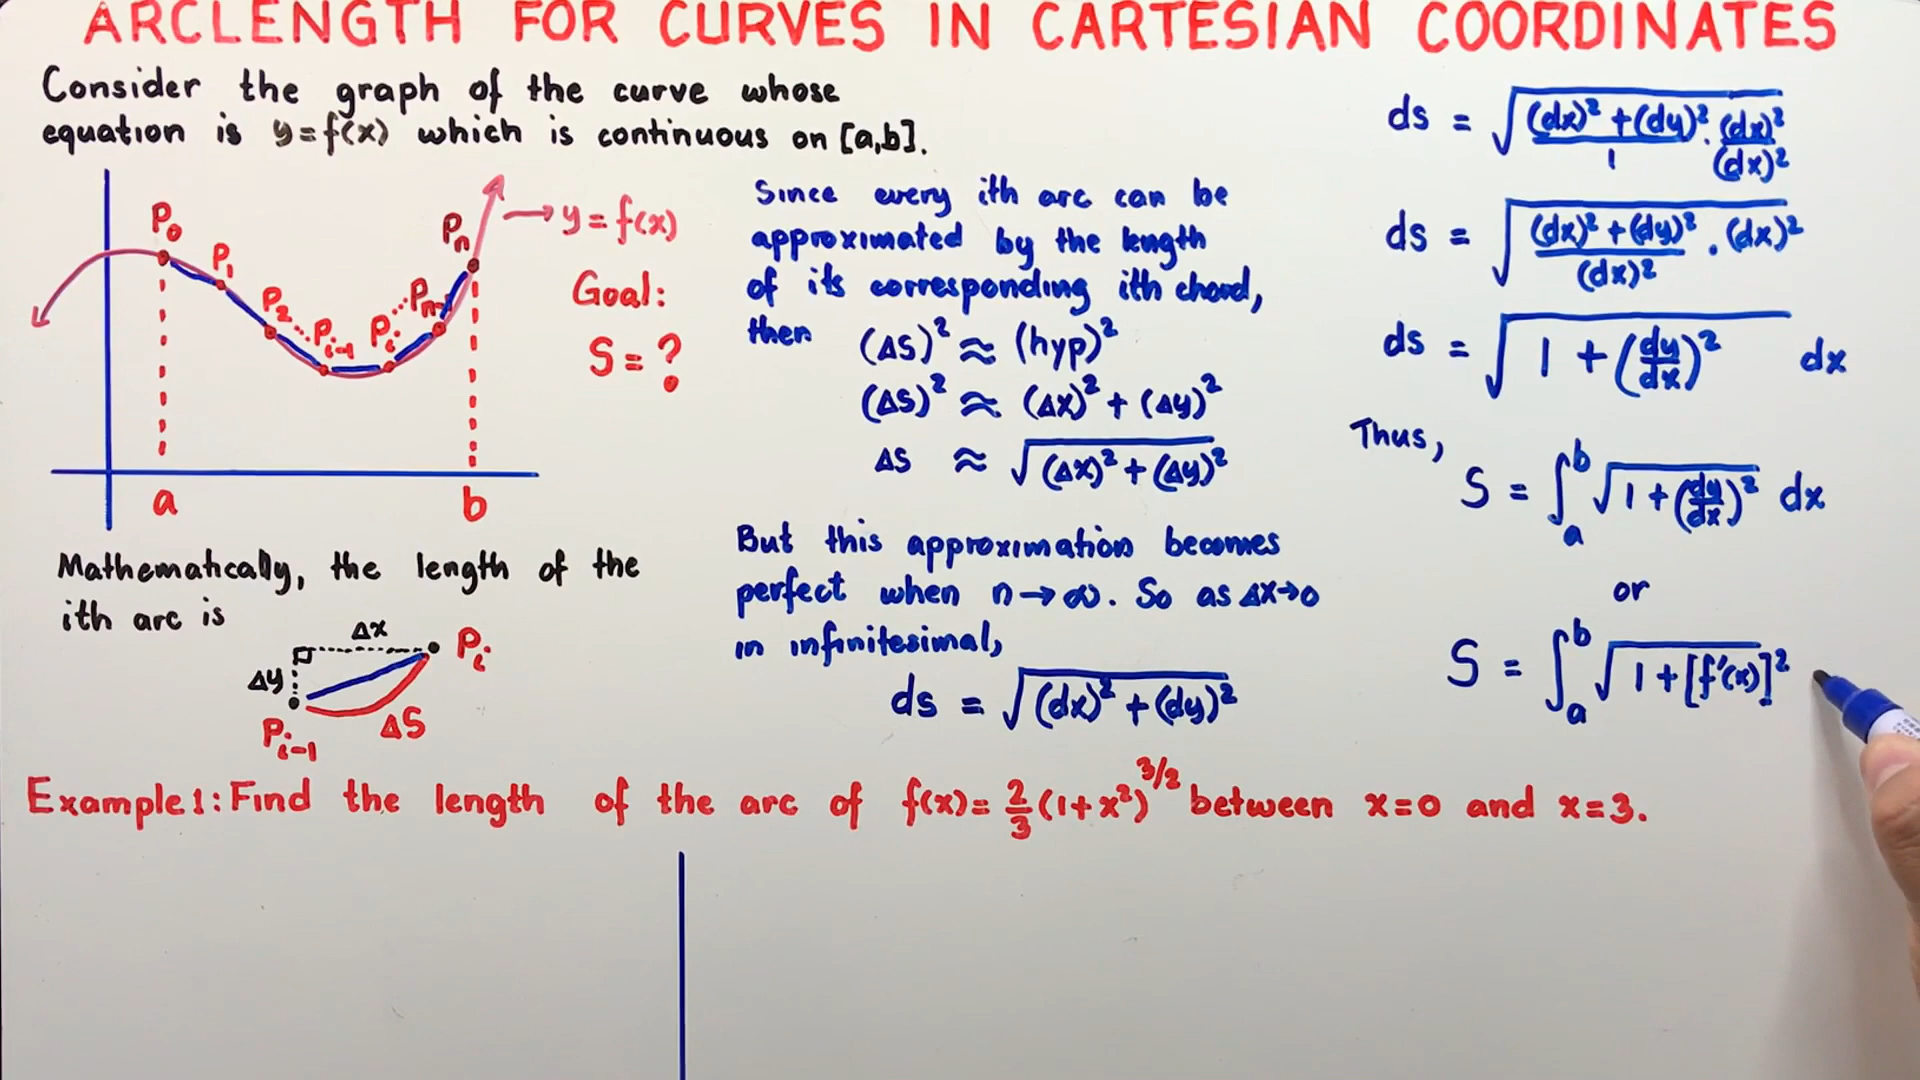 ARCLENGTH FOR CURVES IN CARTESIAN COORDINATES
Consider the graph of the curve whose
equation is y=f(x) which is continuous on [a,b].
P₀
P₁
P₂
Pᵢ₋₁
Pᵢ
Pₙ₋₁
Pₙ
y=f(x)
Goal:
S=?
a
b
Mathematically, the length of the
ith arc is
Δx
Δy
Pᵢ
Pᵢ₋₁
ΔS
Since every ith arc can be
approximated by the length
of its corresponding ith chord,
then (ΔS)² ≈ (hyp)²
(ΔS)² ≈ (Δx)² + (Δy)²
ΔS ≈ √((Δx)² + (Δy)²)
But this approximation becomes
perfect when n→∞. So as Δx→0
in infinitesimal,
ds = √((dx)² + (dy)²)
ds = √(((dx)² + (dy)²)/1 · (dx)²/(dx)²)
ds = √(((dx)² + (dy)²)/(dx)² · (dx)²)
ds = √(1 + (dy/dx)²) dx
Thus,
S = ∫ₐᵇ √(1 + (dy/dx)²) dx
or
S = ∫ₐᵇ √(1 + [f'(x)]²)
Example1: Find the length of the arc of f(x)= 2/3 (1+x²)^3/2 between x=0 and x=3.